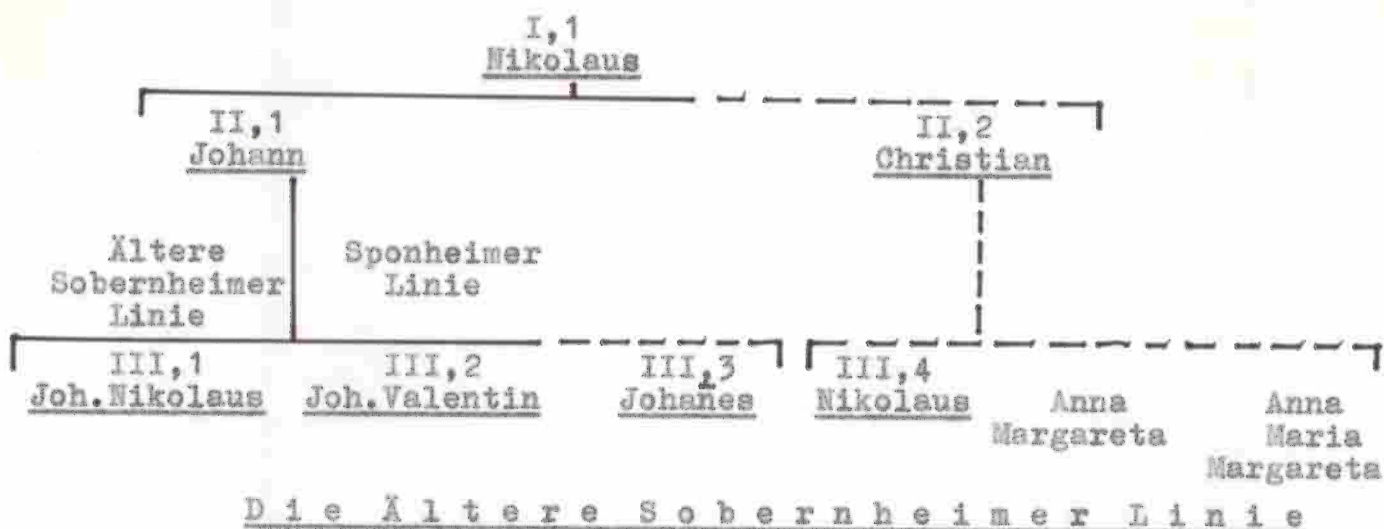 I,1
Nikolaus
II,1 II,2
Johann Christian
Ältere Sponheimer
Sobernheimer Linie
Linie
III,1 III,2 III,3 III,4
Joh.Nikolaus Joh.Valentin Johanes Nikolaus Anna Anna
Margareta Maria
Margareta
Die Ältere Sobernheimer Linie